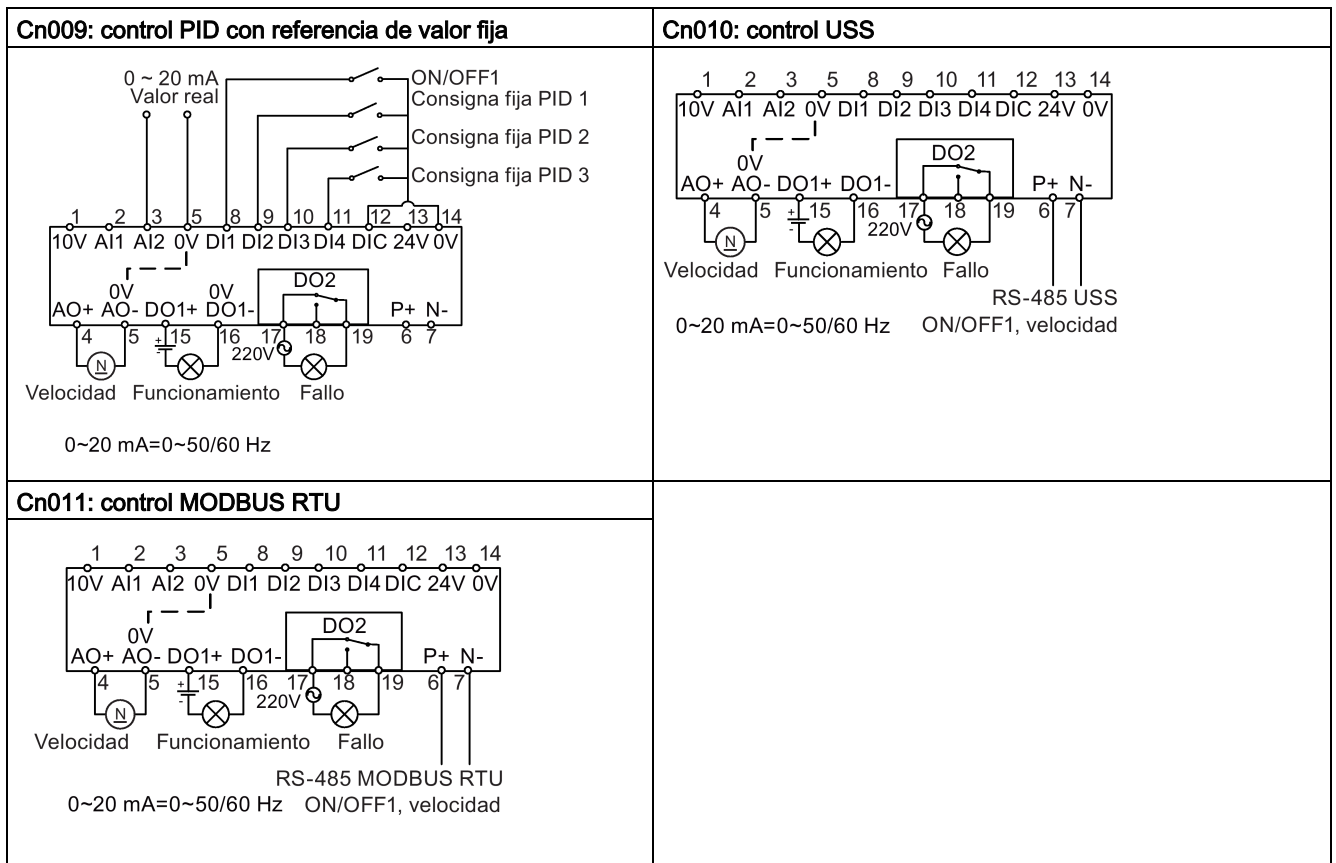 Cn009: control PID con referencia de valor fija
0 ~ 20 mA
Valor real
ON/OFF1
Consigna fija PID 1
Consigna fija PID 2
Consigna fija PID 3
1 2 3 5 8 9 10 11 12 13 14
10V AI1 AI2 0V DI1 DI2 DI3 DI4 DIC 24V 0V
DO2
0V 0V
AO+ AO- DO1+ DO1- P+ N-
4 5 15 16 17 18 19 6 7
+
-
220V
N
Velocidad Funcionamiento Fallo
0~20 mA=0~50/60 Hz
Cn010: control USS
1 2 3 5 8 9 10 11 12 13 14
10V AI1 AI2 0V DI1 DI2 DI3 DI4 DIC 24V 0V
DO2
0V
AO+ AO- DO1+ DO1- P+ N-
4 5 15 16 17 18 19 6 7
+
-
220V
N
Velocidad Funcionamiento Fallo
RS-485 USS
0~20 mA=0~50/60 Hz ON/OFF1, velocidad
Cn011: control MODBUS RTU
1 2 3 5 8 9 10 11 12 13 14
10V AI1 AI2 0V DI1 DI2 DI3 DI4 DIC 24V 0V
DO2
0V
AO+ AO- DO1+ DO1- P+ N-
4 5 15 16 17 18 19 6 7
+
-
220V
N
Velocidad Funcionamiento Fallo
RS-485 MODBUS RTU
0~20 mA=0~50/60 Hz ON/OFF1, velocidad